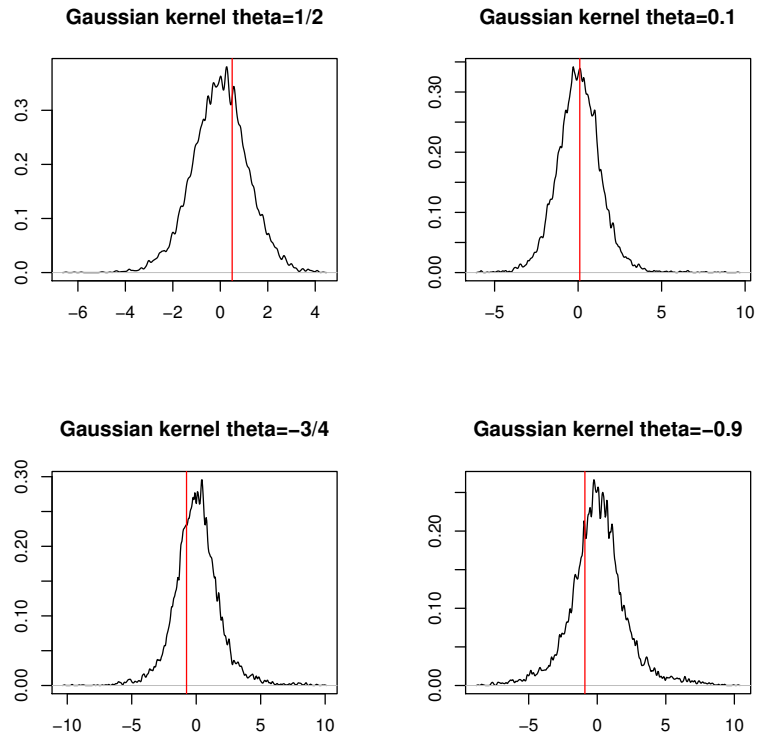 Gaussian kernel theta=1/2
Gaussian kernel theta=0.1
0.0 0.1 0.2 0.3
−6 −4 −2 0 2 4
0.00 0.10 0.20 0.30
−5 0 5 10
Gaussian kernel theta=−3/4
Gaussian kernel theta=−0.9
0.00 0.10 0.20 0.30
−10 −5 0 5 10
0.00 0.10 0.20
−5 0 5 10